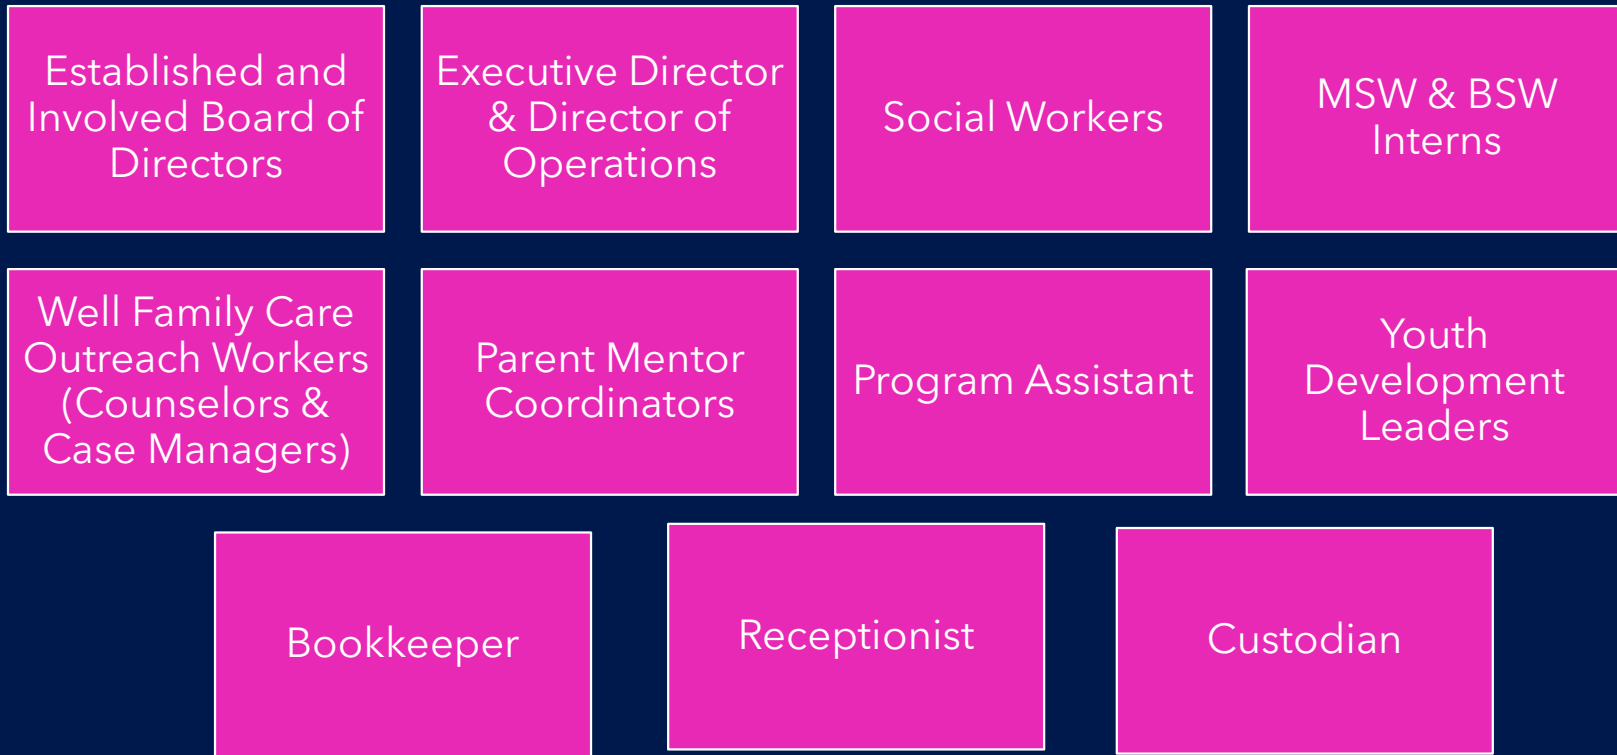 Established and
Involved Board of
Directors
Executive Director
& Director of
Operations
Social Workers
MSW & BSW
Interns
Well Family Care
Outreach Workers
(Counselors &
Case Managers)
Parent Mentor
Coordinators
Program Assistant
Youth
Development
Leaders
Bookkeeper
Receptionist
Custodian